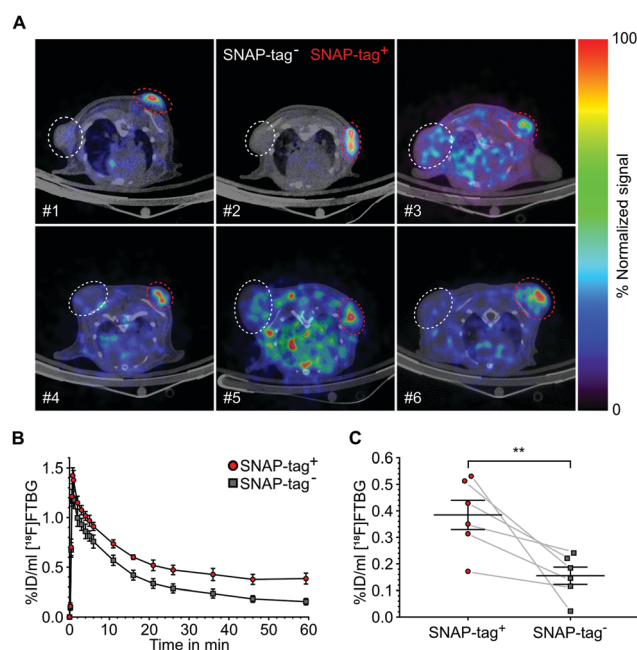 A
SNAP-tag⁻ SNAP-tag⁺
#1 #2 #3
#4 #5 #6
100
% Normalized signal
0
B
SNAP-tag⁺
SNAP-tag⁻
%ID/ml [¹⁸F]FTBG
1.5
1.0
0.5
0.0
0 10 20 30 40 50 60
Time in min
C
**
%ID/ml [¹⁸F]FTBG
0.6
0.5
0.4
0.3
0.2
0.1
0.0
SNAP-tag⁺ SNAP-tag⁻